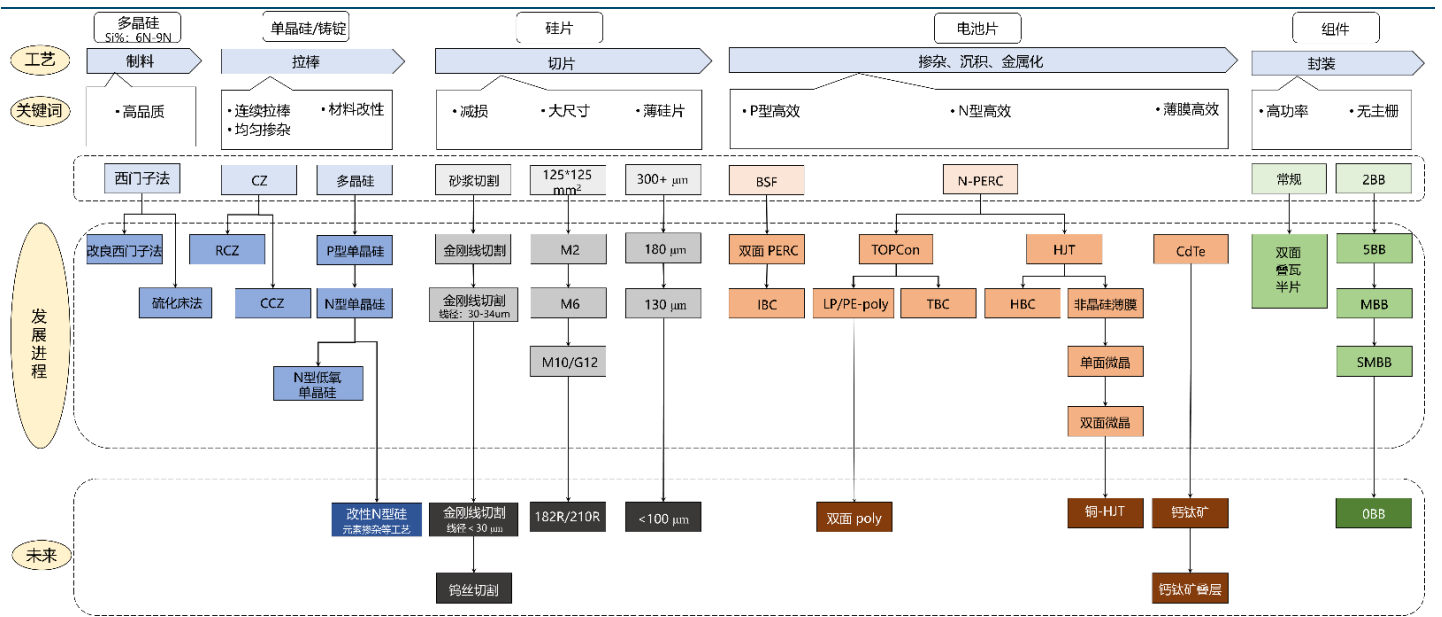 多晶硅
Si%：6N-9N
单晶硅/铸锭
硅片
电池片
组件
工艺
制料
拉棒
切片
掺杂、沉积、金属化
封装
关键词
•高品质
•连续拉棒
•均匀掺杂
•材料改性
•减损
•大尺寸
•薄硅片
•P型高效
•N型高效
•薄膜高效
•高功率
•无主栅
西门子法
CZ
多晶硅
砂浆切割
125*125
mm²
300+ μm
BSF
N-PERC
常规
2BB
发展进程
改良西门子法
RCZ
P型单晶硅
金刚线切割
M2
180 μm
双面 PERC
TOPCon
HJT
CdTe
双面
叠瓦
半片
5BB
硫化床法
CCZ
N型单晶硅
金刚线切割
线径：30-34um
M6
130 μm
IBC
LP/PE-poly
TBC
HBC
非晶硅薄膜
MBB
N型低氧
单晶硅
M10/G12
单面微晶
SMBB
双面微晶
未来
改性N型硅
元素掺杂等工艺
金刚线切割
线径＜30 μm
182R/210R
<100 μm
双面 poly
铜-HJT
钙钛矿
0BB
钨丝切割
钙钛矿叠层